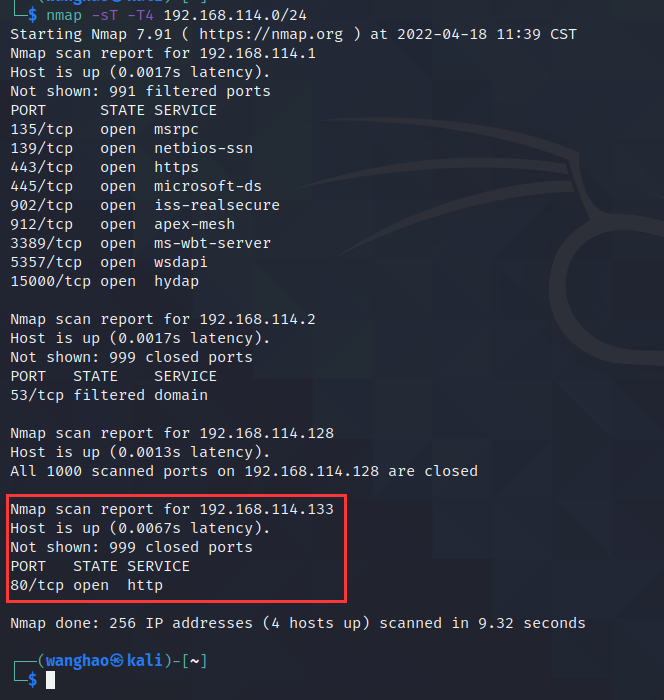 └─$ nmap -sT -T4 192.168.114.0/24
Starting Nmap 7.91 ( https://nmap.org ) at 2022-04-18 11:39 CST
Nmap scan report for 192.168.114.1
Host is up (0.0017s latency).
Not shown: 991 filtered ports
PORT      STATE SERVICE
135/tcp   open  msrpc
139/tcp   open  netbios-ssn
443/tcp   open  https
445/tcp   open  microsoft-ds
902/tcp   open  iss-realsecure
912/tcp   open  apex-mesh
3389/tcp  open  ms-wbt-server
5357/tcp  open  wsdapi
15000/tcp open  hydap
Nmap scan report for 192.168.114.2
Host is up (0.0017s latency).
Not shown: 999 closed ports
PORT   STATE    SERVICE
53/tcp filtered domain
Nmap scan report for 192.168.114.128
Host is up (0.0013s latency).
All 1000 scanned ports on 192.168.114.128 are closed
Nmap scan report for 192.168.114.133
Host is up (0.0067s latency).
Not shown: 999 closed ports
PORT   STATE SERVICE
80/tcp open  http
Nmap done: 256 IP addresses (4 hosts up) scanned in 9.32 seconds
┌──(wanghao㉿kali)-[~]
└─$